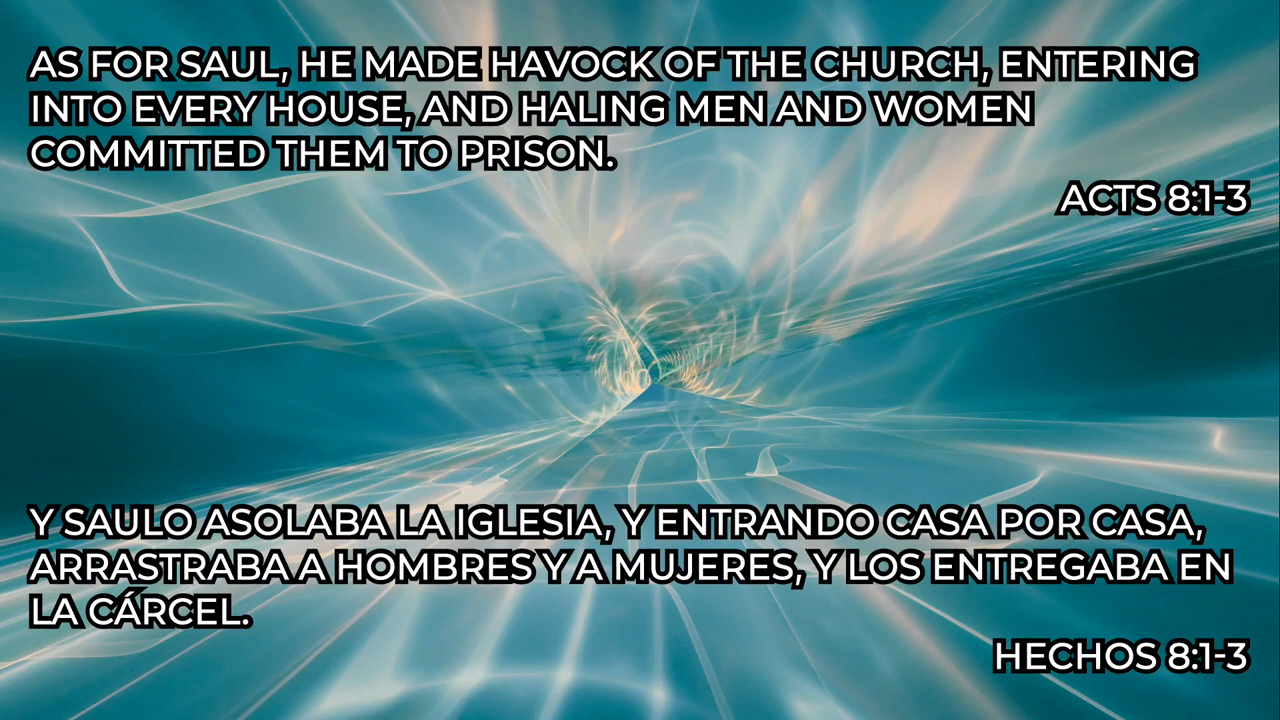 AS FOR SAUL, HE MADE HAVOCK OF THE CHURCH, ENTERING
INTO EVERY HOUSE, AND HALING MEN AND WOMEN
COMMITTED THEM TO PRISON.
ACTS 8:1-3
Y SAULO ASOLABA LA IGLESIA, Y ENTRANDO CASA POR CASA,
ARRASTRABA A HOMBRES Y A MUJERES, Y LOS ENTREGABA EN
LA CÁRCEL.
HECHOS 8:1-3